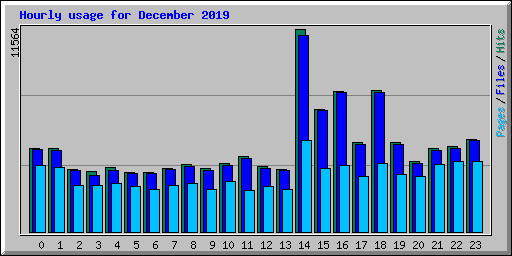 Hourly usage for December 2019
11564
Pages / Files / Hits
0 1 2 3 4 5 6 7 8 9 10 11 12 13 14 15 16 17 18 19 20 21 22 23